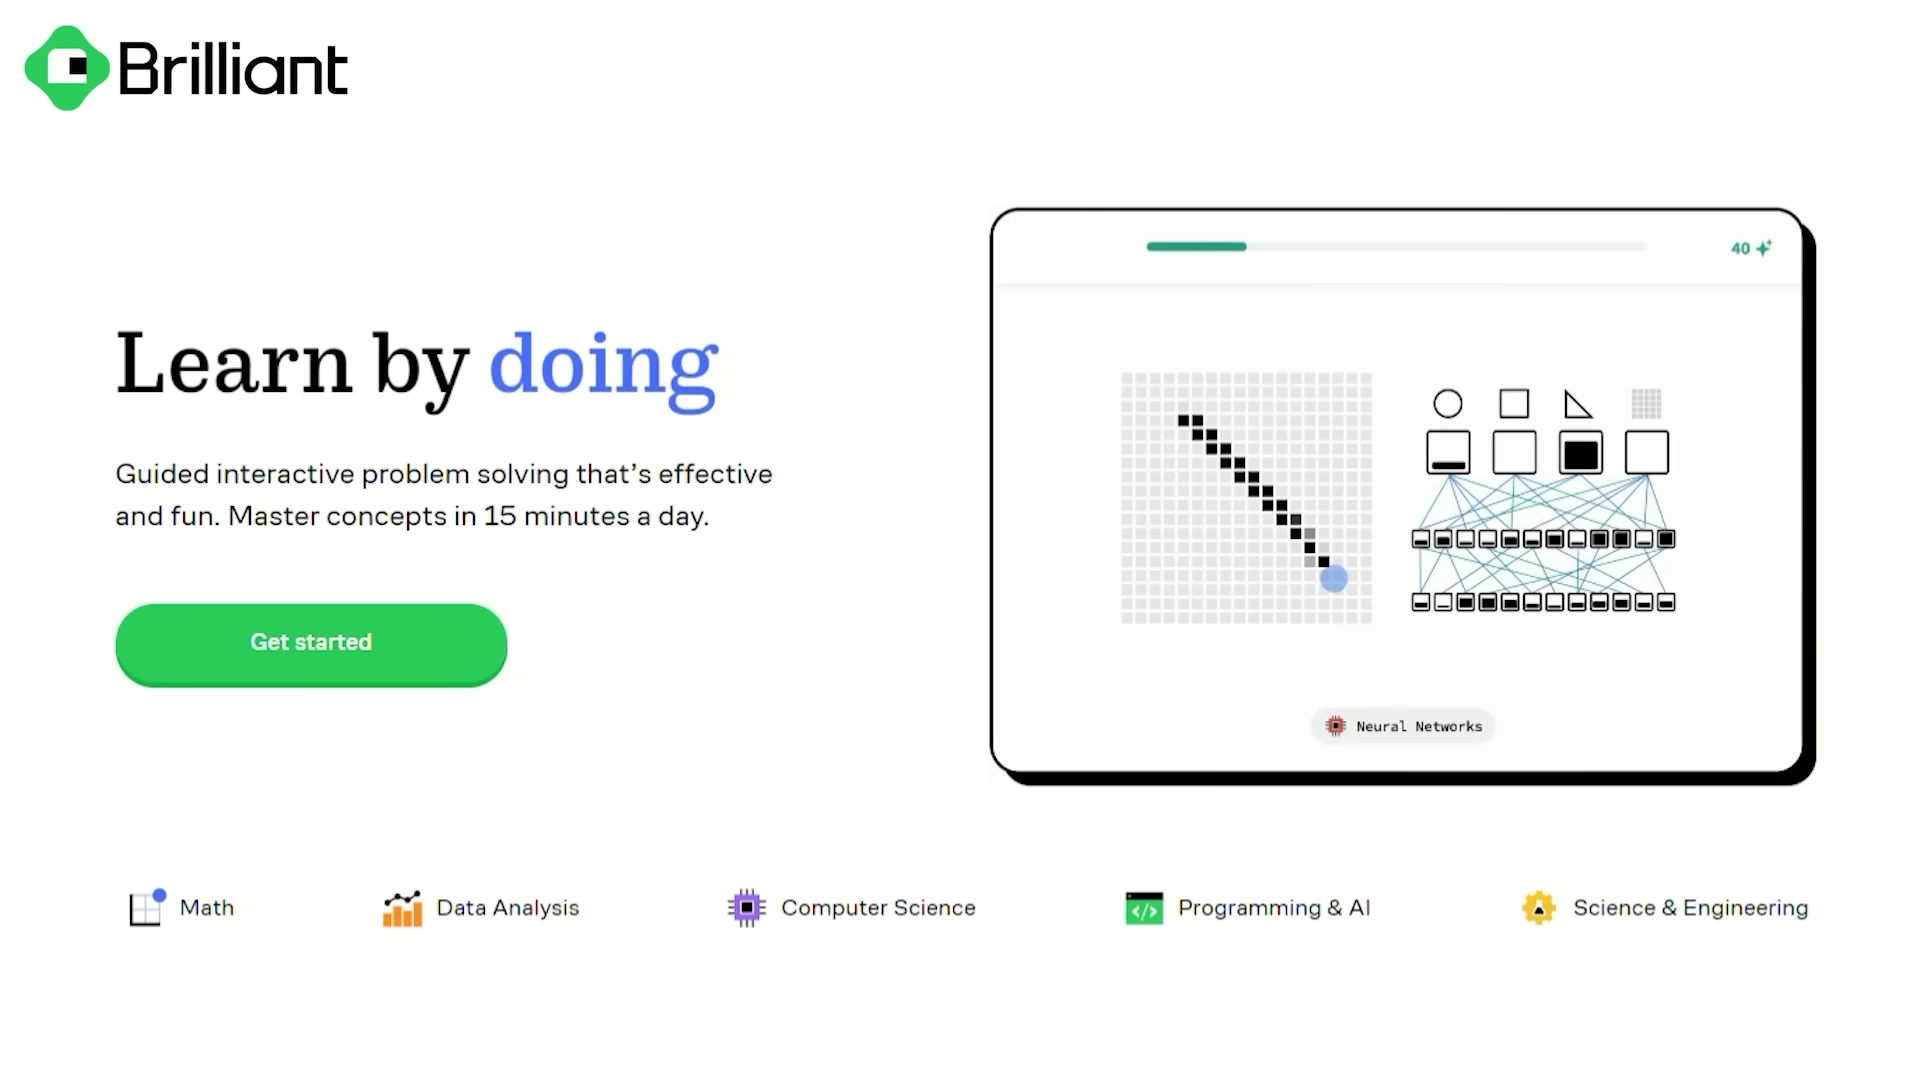 Brilliant
Learn by doing
Guided interactive problem solving that’s effective
and fun. Master concepts in 15 minutes a day.
Get started
40
Neural Networks
Math
Data Analysis
Computer Science
Programming & AI
Science & Engineering